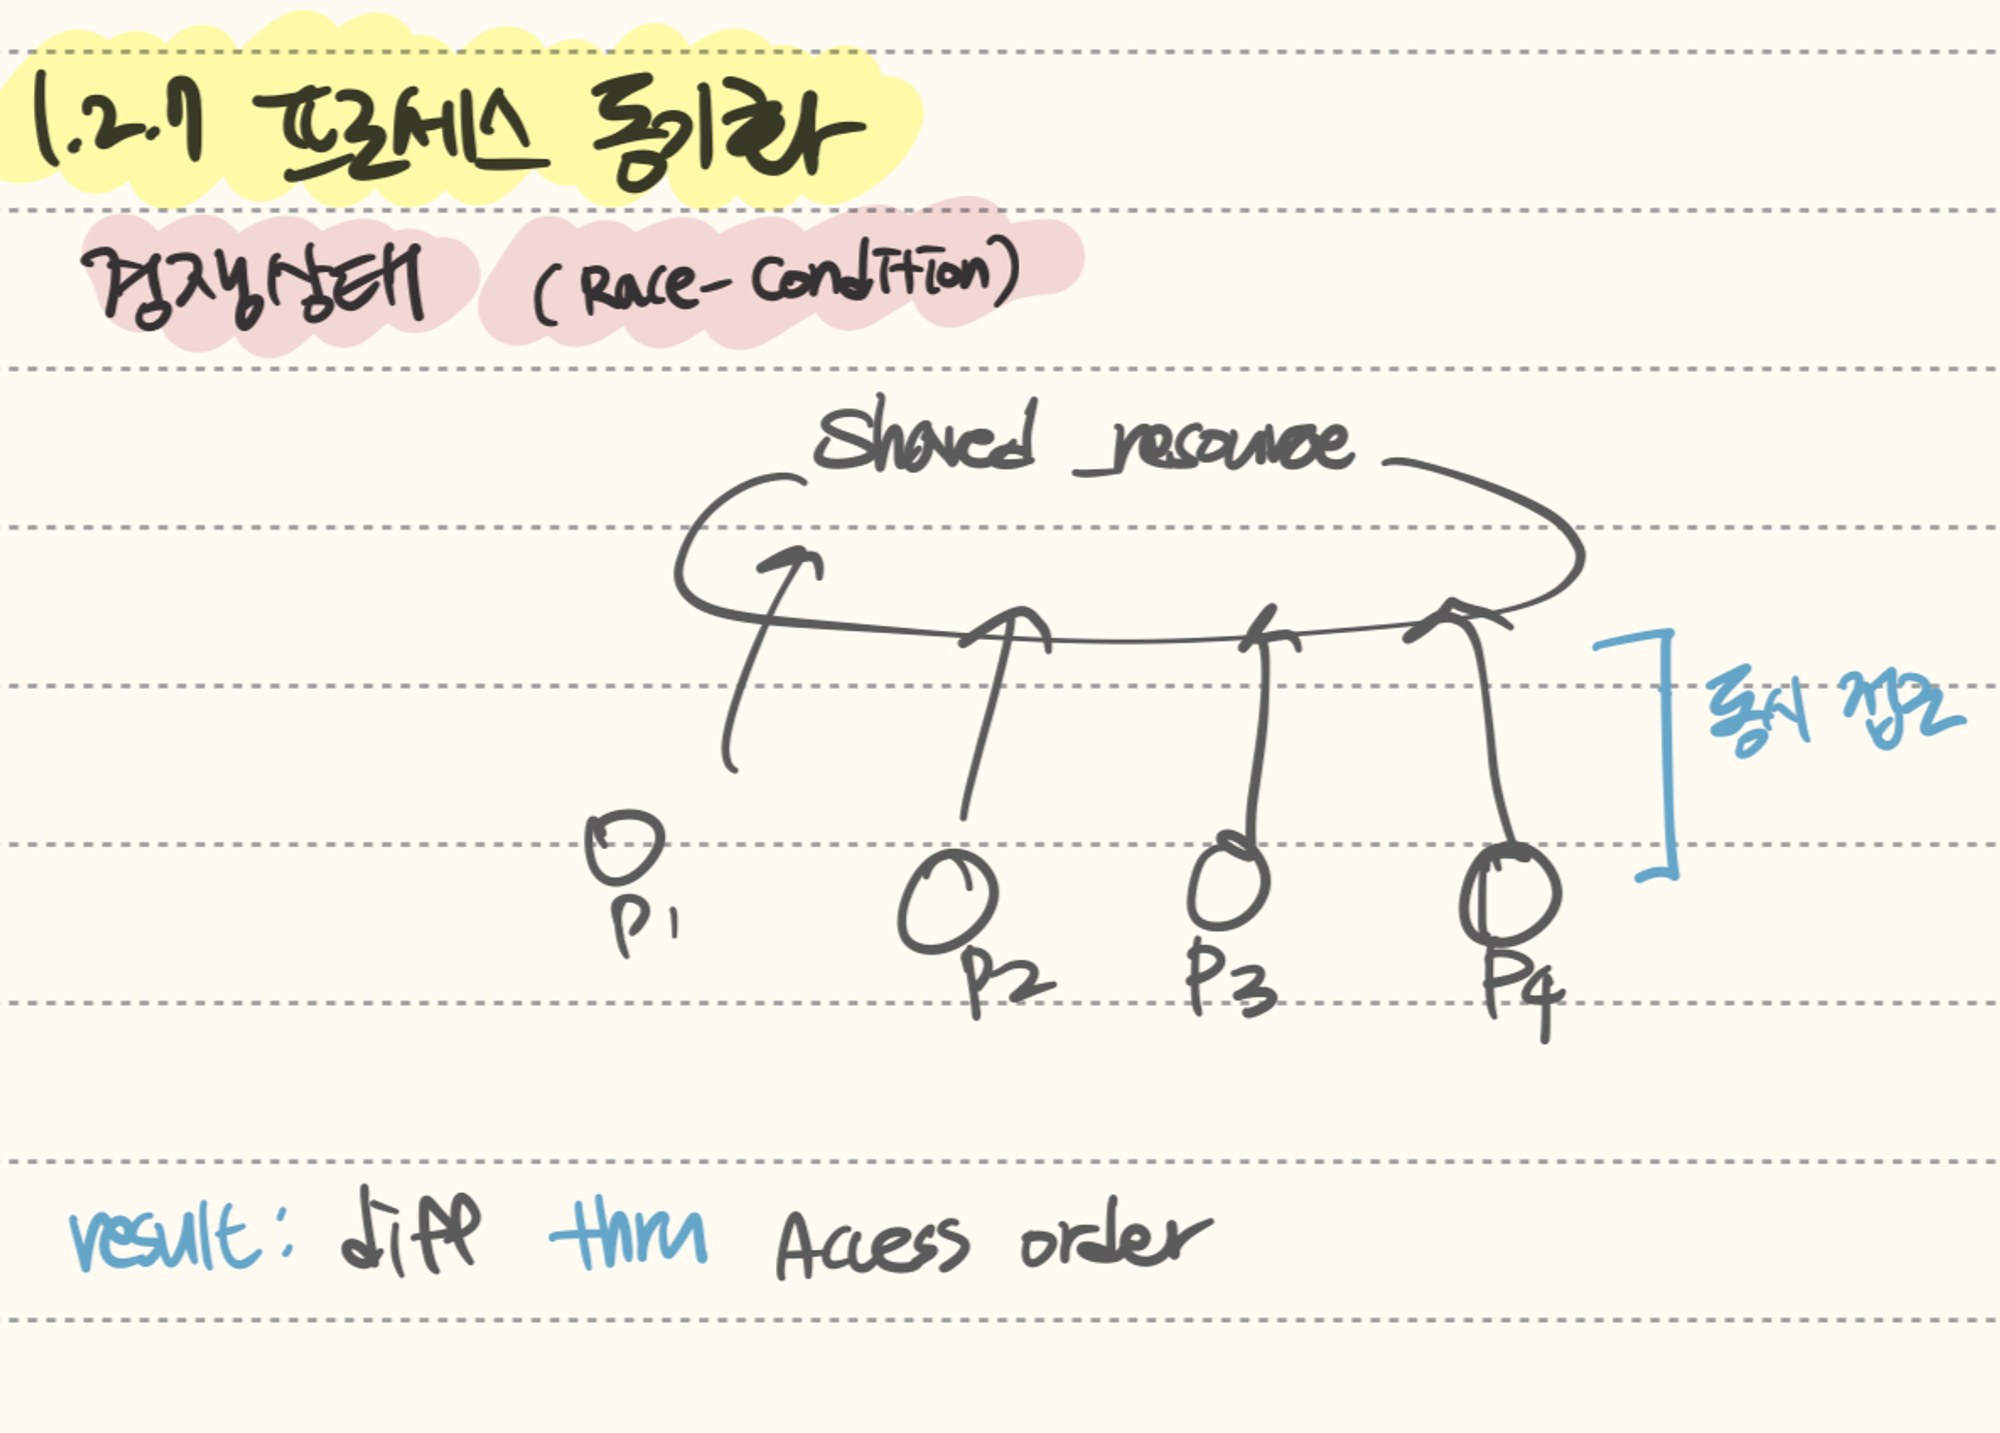 1.2.7 프로세스 동기화
경쟁상태 (Race-Condition)
Shared_resource
동시 접근
P1 P2 P3 P4
result: diff thru Access order